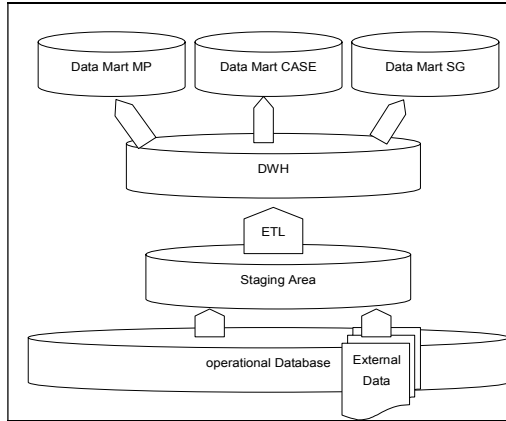 Data Mart MP
Data Mart CASE
Data Mart SG
DWH
ETL
Staging Area
operational Database
External
Data